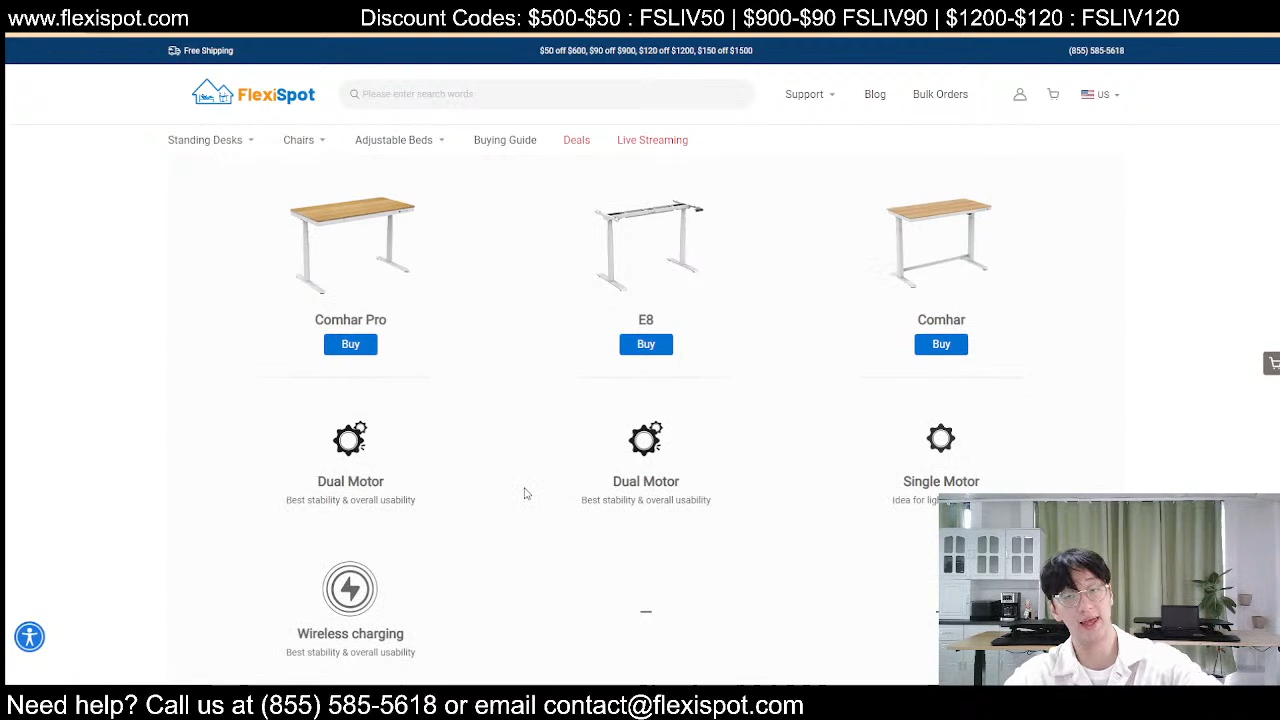 www.flexispot.com
Discount Codes: $500-$50 : FSLIV50 | $900-$90 FSLIV90 | $1200-$120 : FSLIV120
Free Shipping
$50 off $600, $90 off $900, $120 off $1200, $150 off $1500
(855) 585-5618
FlexiSpot
Please enter search words
Support
Blog
Bulk Orders
US
Standing Desks
Chairs
Adjustable Beds
Buying Guide
Deals
Live Streaming
Comhar Pro
E8
Comhar
Buy
Buy
Buy
Dual Motor
Dual Motor
Single Motor
Best stability & overall usability
Best stability & overall usability
Idea for
Wireless charging
Best stability & overall usability
Need help? Call us at (855) 585-5618 or email contact@flexispot.com